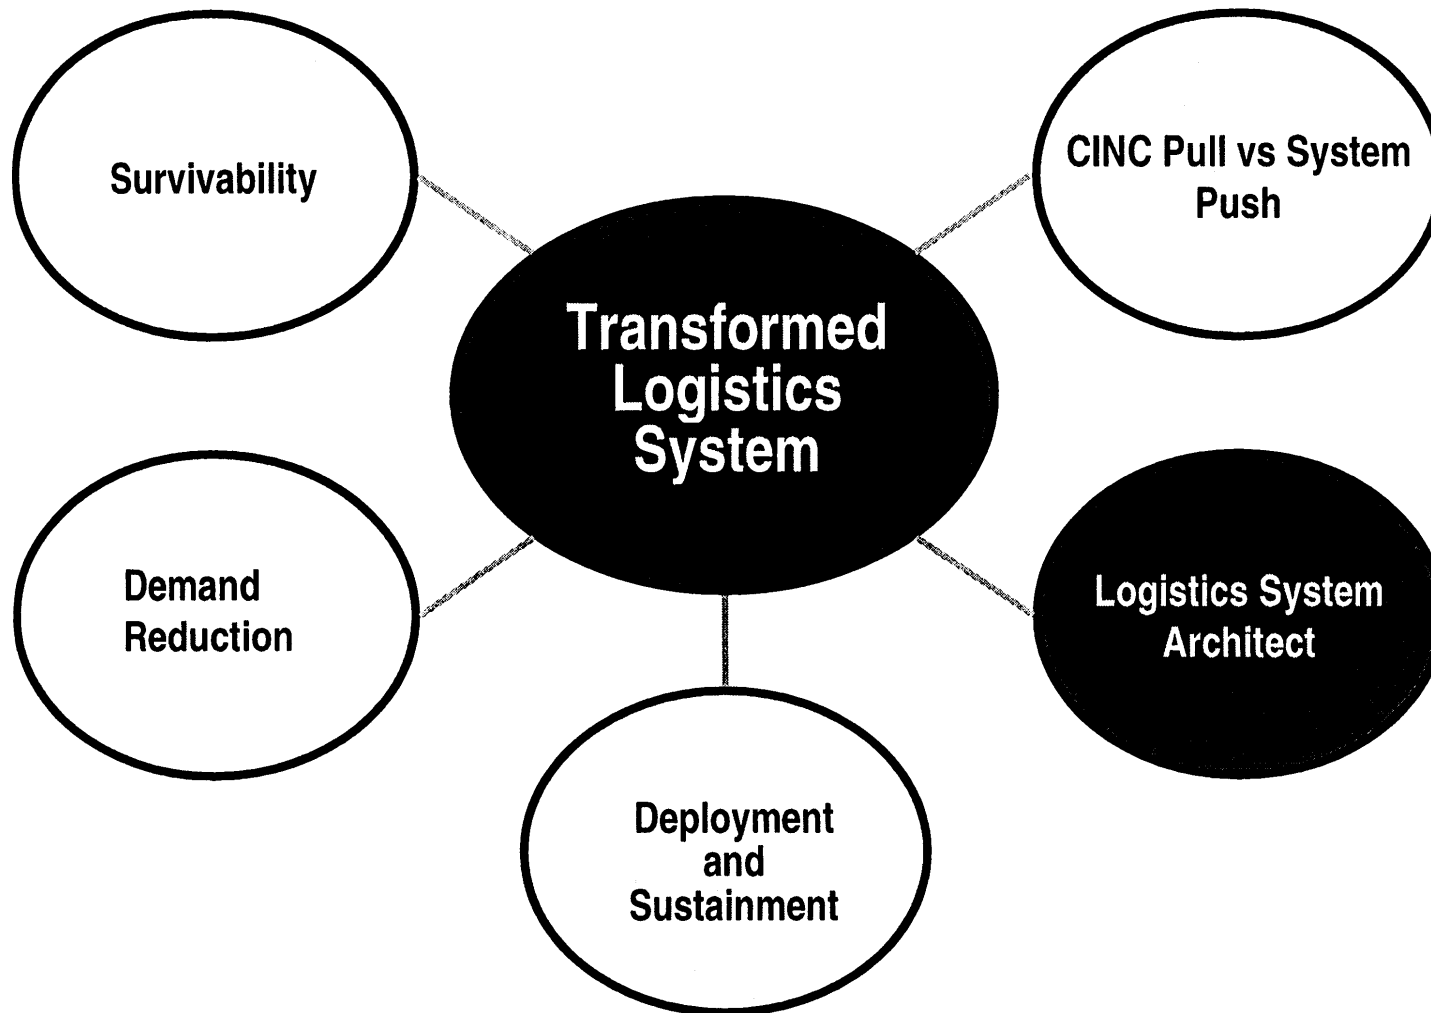 Survivability
CINC Pull vs System
Push
Transformed
Logistics
System
Demand
Reduction
Logistics System
Architect
Deployment
and
Sustainment